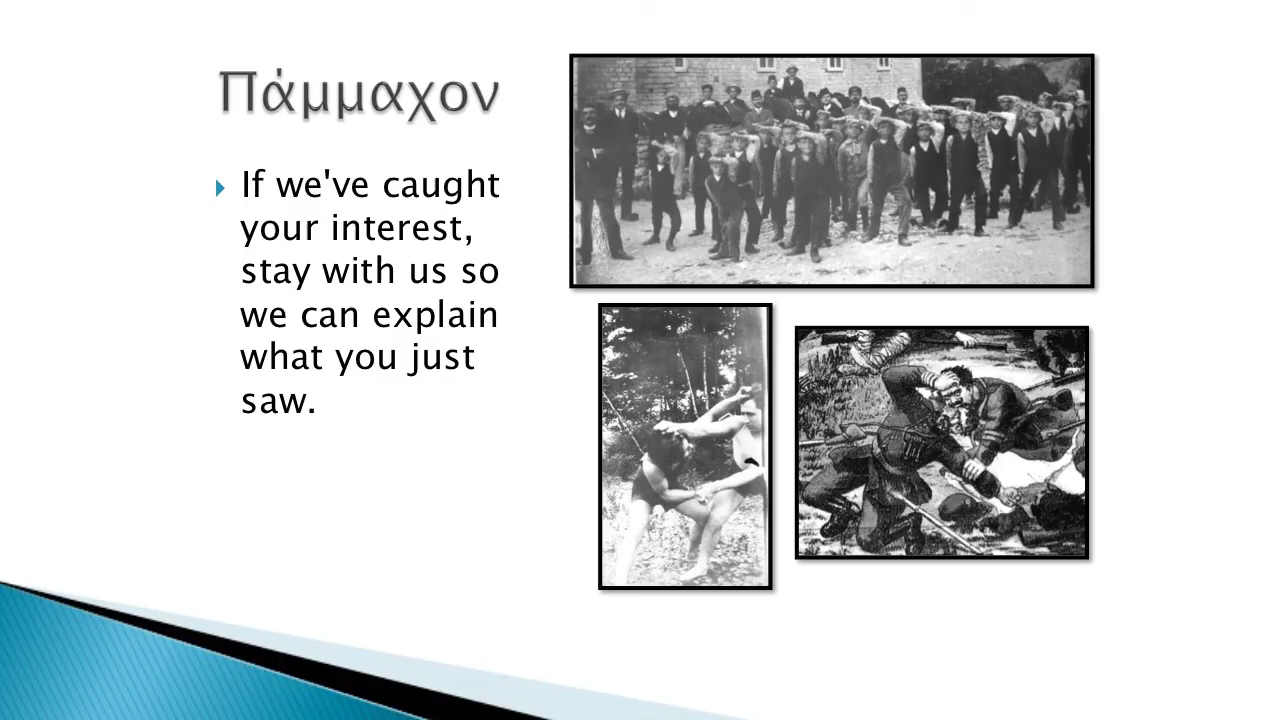 Πάμμαχον
If we've caught
your interest,
stay with us so
we can explain
what you just
saw.